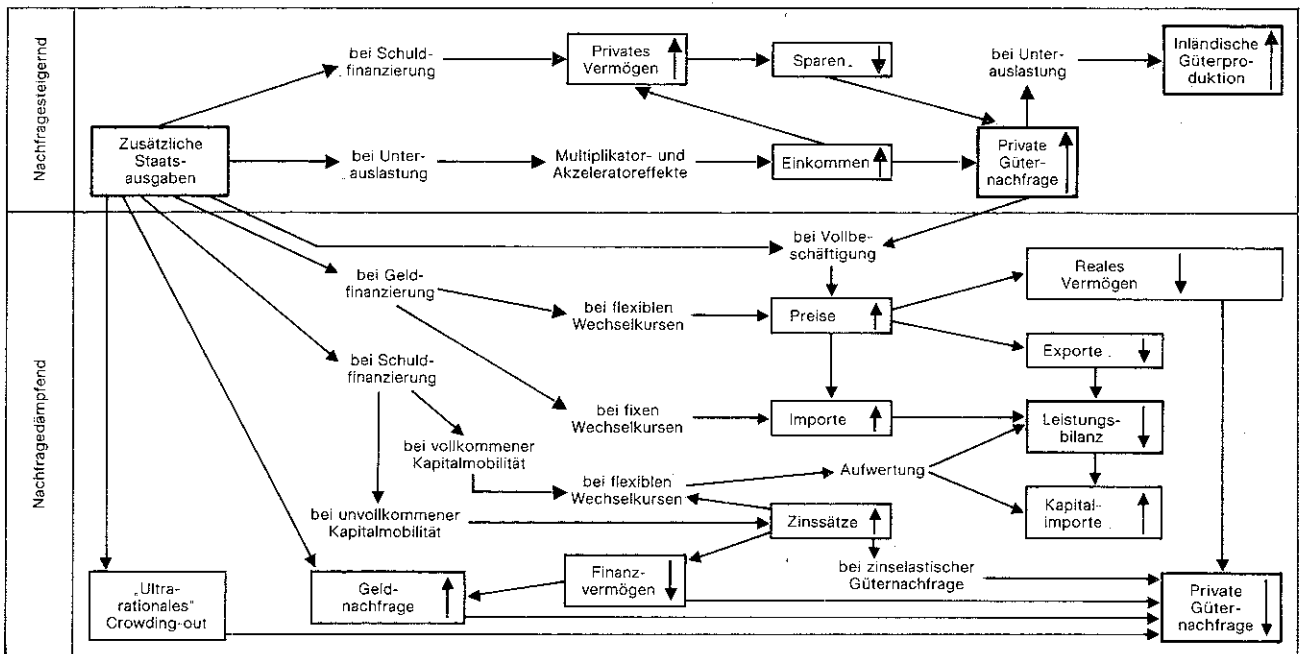 Nachfragesteigernd
bei Schuld-
finanzierung
Privates
Vermögen
Sparen
bei Unter-
auslastung
Inländische
Güterpro-
duktion
Zusätzliche
Staats-
ausgaben
bei Unter-
auslastung
Multiplikator- und
Akzeleratoreffekte
Einkommen
Private
Güter-
nachfrage
Nachfragedämpfend
bei Vollbe-
schäftigung
bei Geld-
finanzierung
Reales
Vermögen
bei flexiblen
Wechselkursen
Preise
bei Schuld-
finanzierung
Exporte
bei fixen
Wechselkursen
Importe
Leistungs-
bilanz
bei vollkommener
Kapitalmobilität
bei flexiblen
Wechselkursen
Aufwertung
bei unvollkommener
Kapitalmobilität
Zinssätze
Kapital-
importe
„Ultra-
rationales"
Crowding-out
Geld-
nachfrage
Finanz-
vermögen
bei zinselastischer
Güternachfrage
Private
Güter-
nachfrage